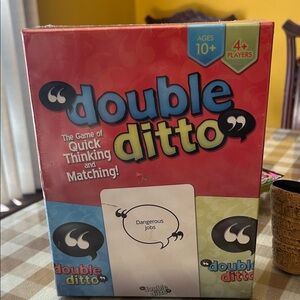 AGES
10+
4+
PLAYERS
double
ditto
The Game of
Quick
Thinking
and
Matching!
Dangerous
jobs
double
ditto
double
ditto